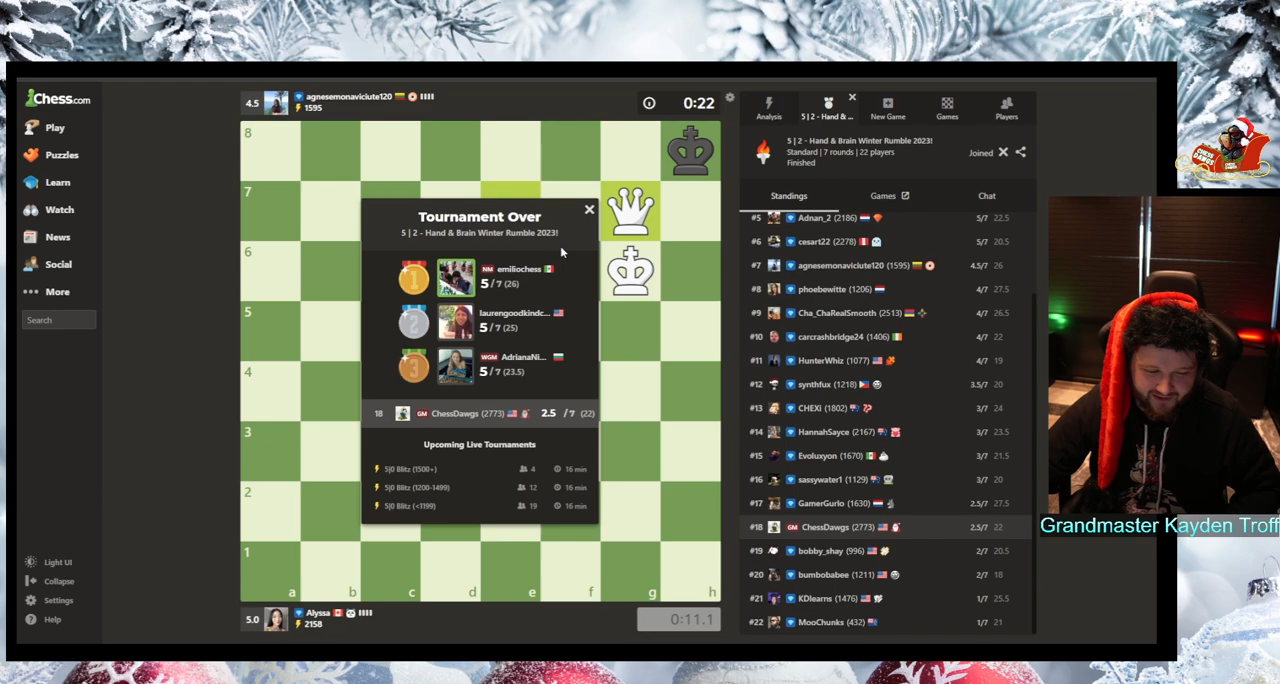 Chess.com
Play
Puzzles
Learn
Watch
News
Social
More
Search
Light UI
Collapse
Settings
Help
4.5 agnesemonaviciute120
1595
0:22
8
7
6
5
4
3
2
1
a b c d e f g h
Tournament Over
5 | 2 - Hand & Brain Winter Rumble 2023!
1 NM emiliochess
5 / 7 (26)
2 laurengoodkindc...
5 / 7 (25)
3 WGM AdrianaNi...
5 / 7 (23.5)
18 GM ChessDawgs (2773) 2.5 / 7 (22)
Upcoming Live Tournaments
5|0 Blitz (1500+) 4 16 min
5|0 Blitz (1200-1499) 12 16 min
5|0 Blitz (<1199) 19 16 min
5.0 Alyssa
2158
0:11.1
Analysis 5 | 2 - Hand & ... New Game Games Players
5 | 2 - Hand & Brain Winter Rumble 2023!
Standard | 7 rounds | 22 players
Finished
Joined
Standings Games Chat
#5 Adnan_2 (2186) 5/7 22.5
#6 cesart22 (2278) 5/7 20.5
#7 agnesemonaviciute120 (1595) 4.5/7 26
#8 phoebewitte (1206) 4/7 27.5
#9 Cha_ChaRealSmooth (2513) 4/7 26.5
#10 carcrashbridge24 (1406) 4/7 22
#11 HunterWhiz (1077) 4/7 19
#12 synthfux (1218) 3.5/7 20
#13 CHEXi (1802) 3/7 24
#14 HannahSayce (2167) 3/7 23.5
#15 Evoluxyon (1670) 3/7 21.5
#16 sassywater1 (1129) 3/7 20
#17 GamerGurlo (1630) 2.5/7 27.5
#18 GM ChessDawgs (2773) 2.5/7 22
#19 bobby_shay (996) 2/7 20.5
#20 bumbobabee (1211) 2/7 18
#21 KDlearns (1476) 1/7 25.5
#22 MooChunks (432) 1/7 21
CHESS DAWGS
Grandmaster Kayden Troff